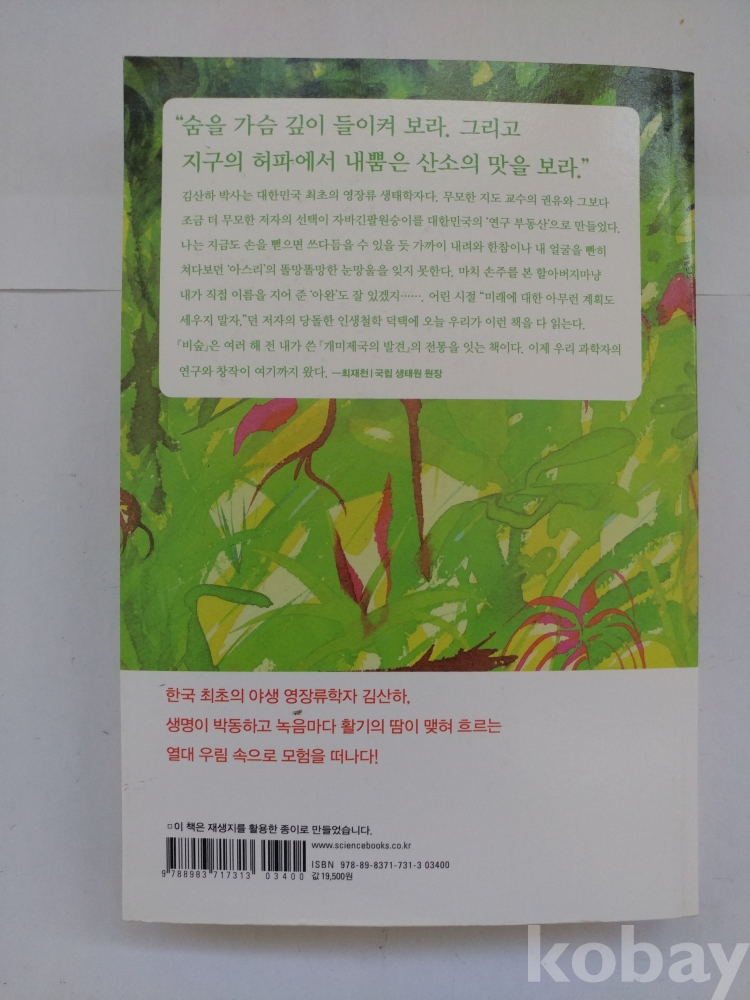 “숨을 가슴 깊이 들이켜 보라. 그리고
지구의 허파에서 내뿜은 산소의 맛을 보라.”
김산하 박사는 대한민국 최초의 영장류 생태학자다. 무모한 지도 교수의 권유와 그보다
조금 더 무모한 저자의 선택이 자바긴팔원숭이를 대한민국의 ‘연구 부동산’으로 만들었다.
나는 지금도 손을 뻗으면 쓰다듬을 수 있을 듯 가까이 내려와 한참이나 내 얼굴을 빤히
쳐다보던 ‘아스리’의 똘망똘망한 눈망울을 잊지 못한다. 마치 손주를 본 할아버지마냥
내가 직접 이름을 지어 준 ‘아완’도 잘 있겠지……. 어린 시절 “미래에 대한 아무런 계획도
세우지 말자.”던 저자의 당돌한 인생철학 덕택에 오늘 우리가 이런 책을 다 읽는다.
『비숲』은 여러 해 전 내가 쓴 『개미제국의 발견』의 전통을 잇는 책이다. 이제 우리 과학자의
연구와 창작이 여기까지 왔다. —최재천 | 국립 생태원 원장
한국 최초의 야생 영장류학자 김산하,
생명이 박동하고 녹음마다 활기의 땀이 맺혀 흐르는
열대 우림 속으로 모험을 떠나다!
□ 이 책은 재생지를 활용한 종이로 만들었습니다.
www.sciencebooks.co.kr
ISBN 978-89-8371-731-3 03400
값 19,500원
9 788983 717313 03400
kobay